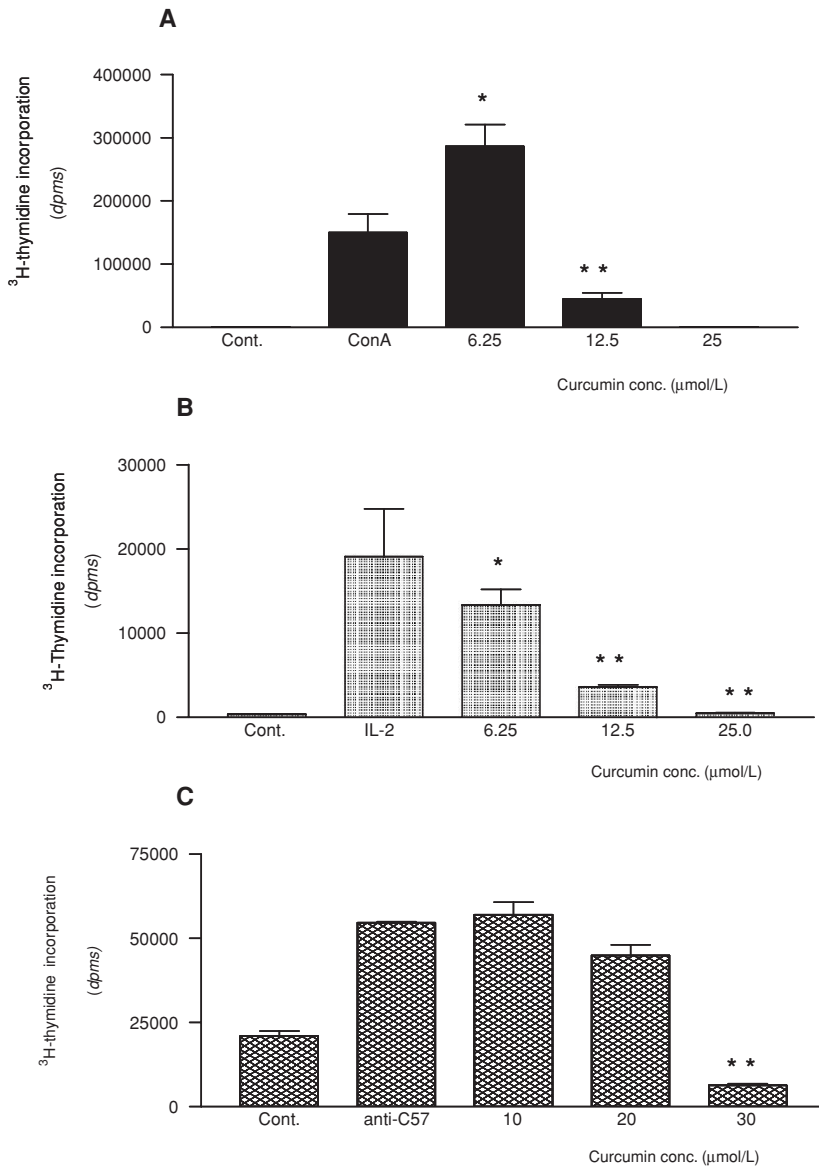 A
³H-thymidine incorporation
(dpms)
400000
300000
200000
100000
0
*
* *
Cont. ConA 6.25 12.5 25
Curcumin conc. (μmol/L)
B
³H-Thymidine incorporation
(dpms)
30000
20000
10000
0
*
* *
* *
Cont. IL-2 6.25 12.5 25.0
Curcumin conc. (μmol/L)
C
³H-thymidine incorporation
(dpms)
75000
50000
25000
0
* *
Cont. anti-C57 10 20 30
Curcumin conc. (μmol/L)